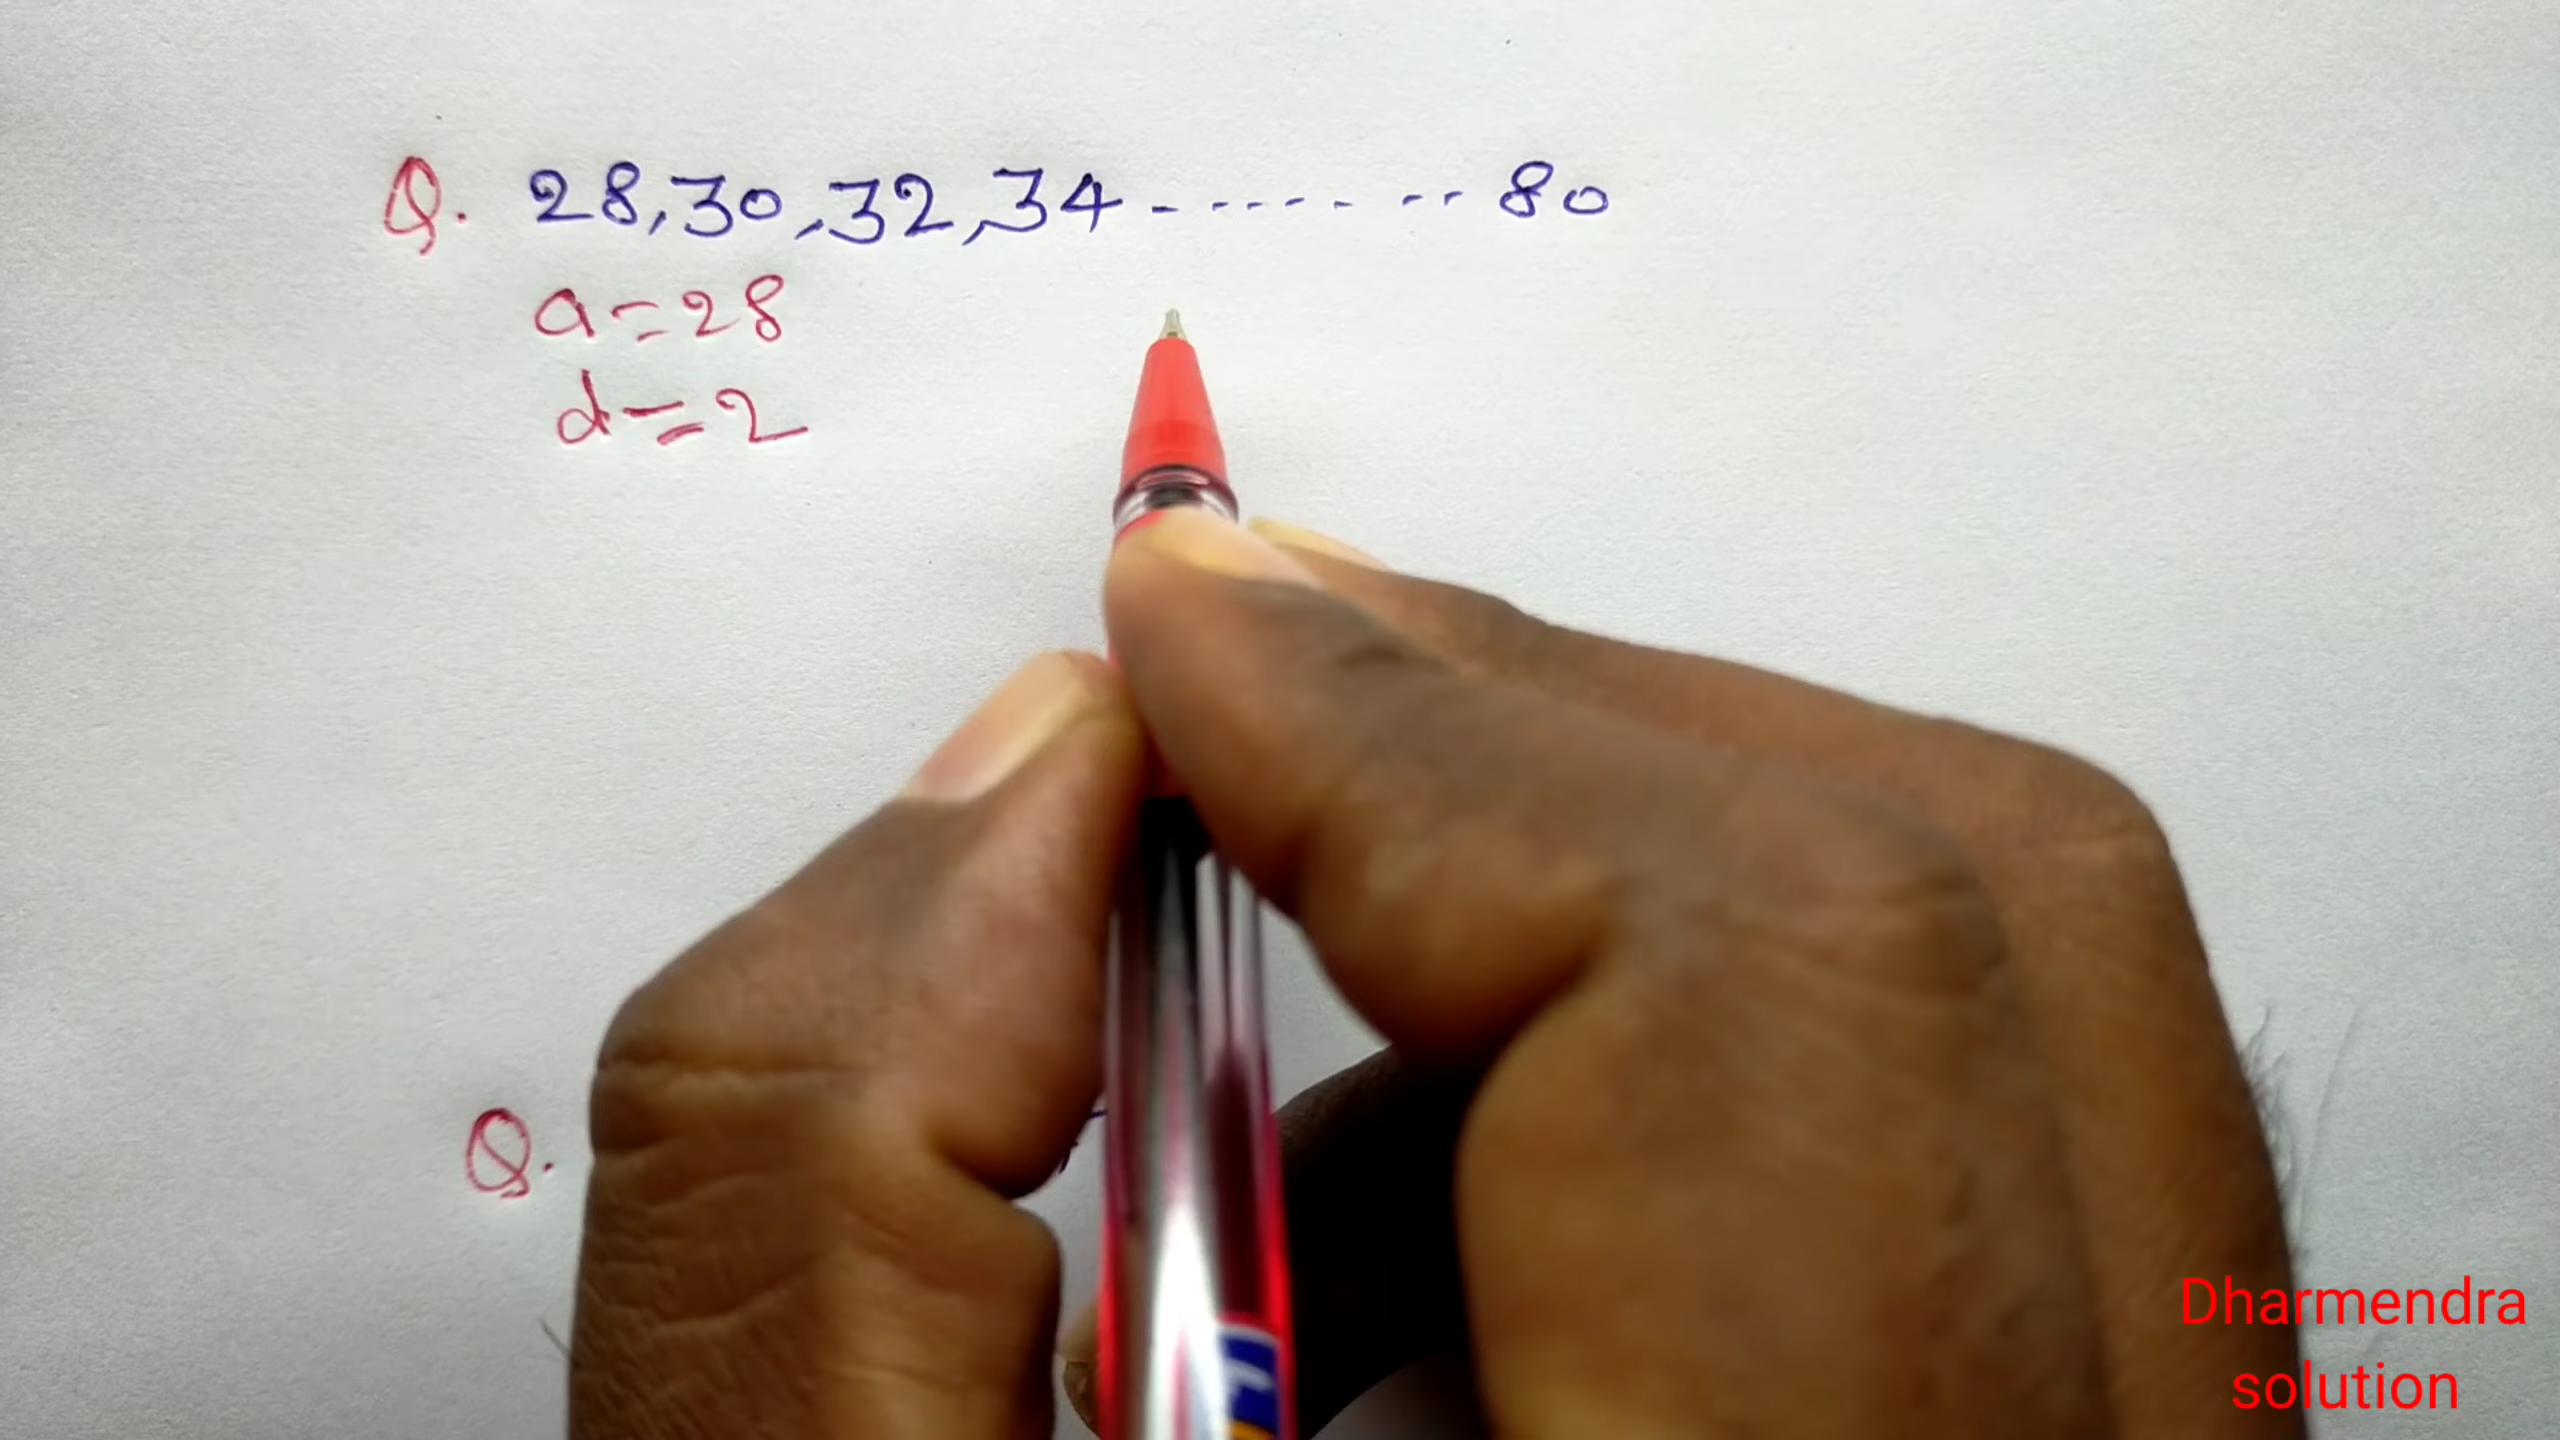 Q. 28,30,32,34--------80
a=28
d=2
Q.
Dharmendra
solution